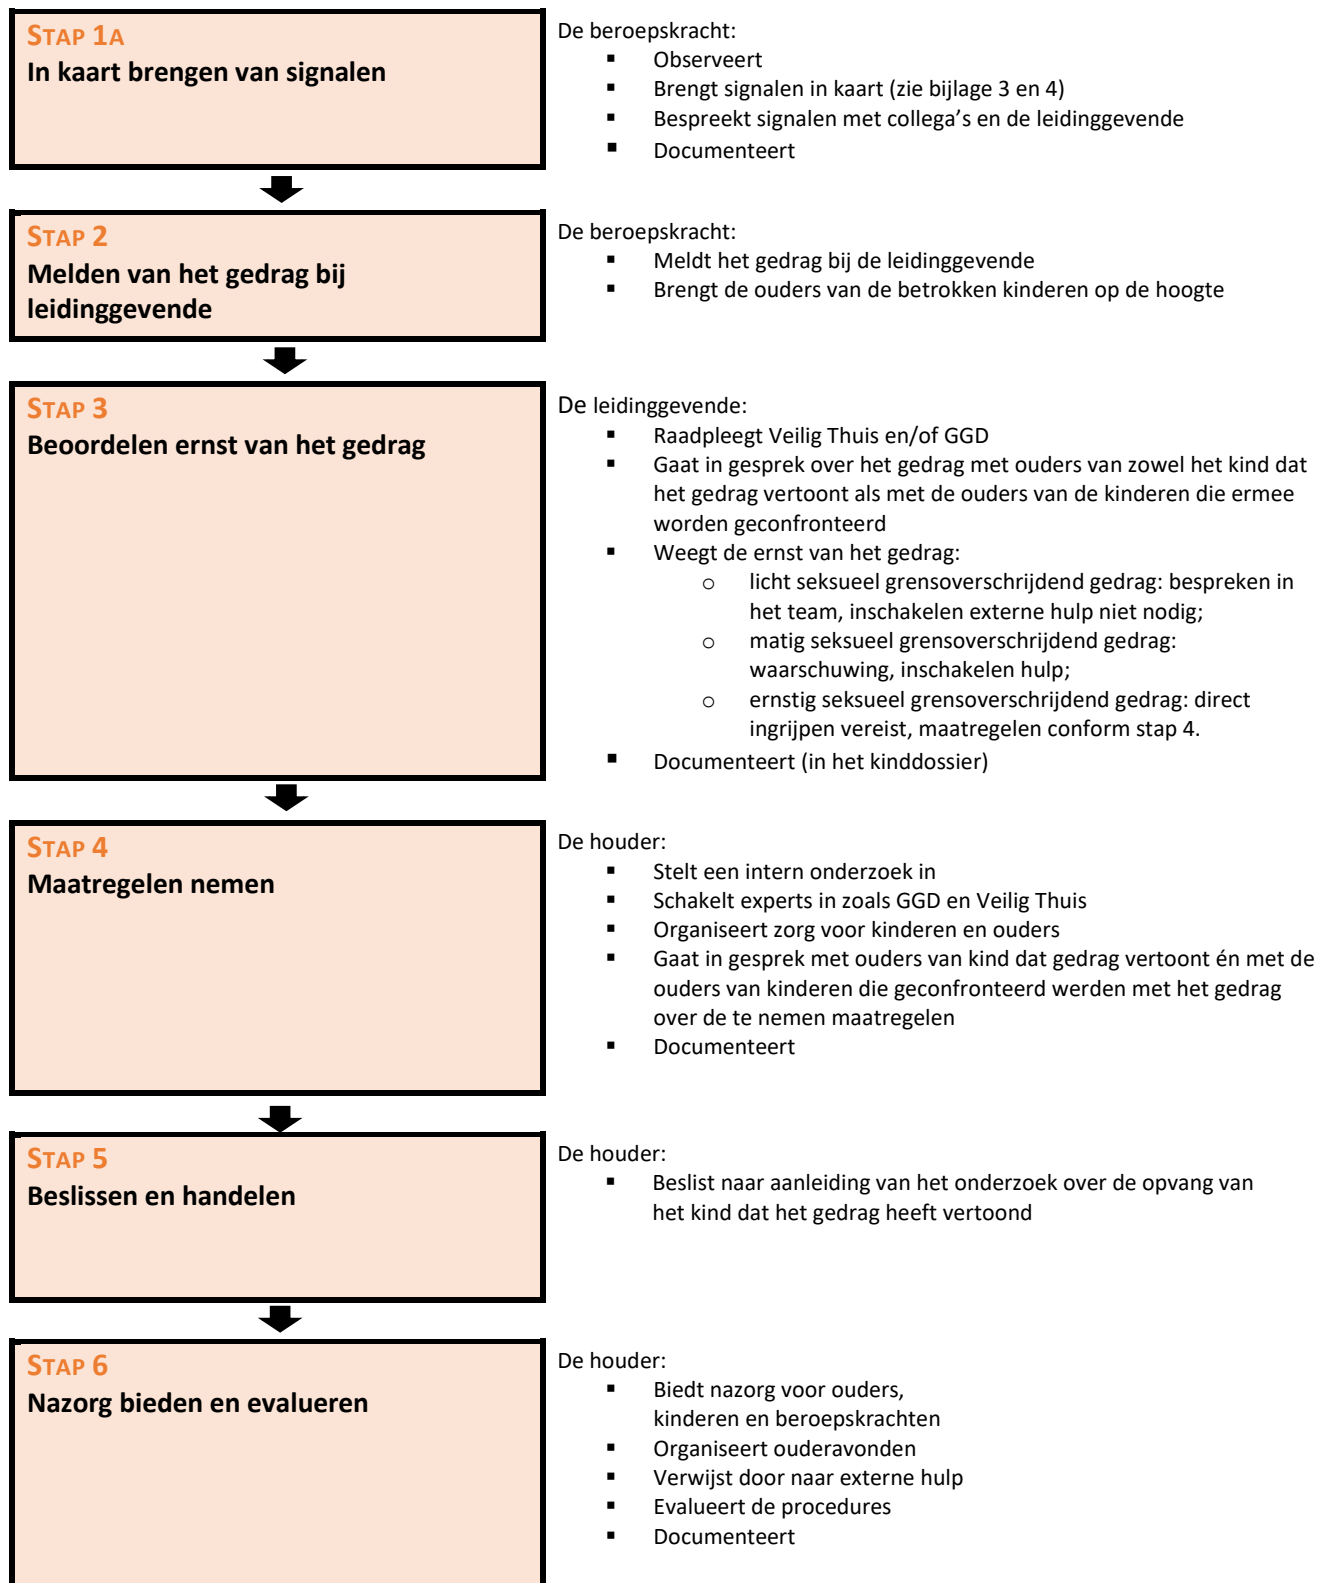 STAP 1A
In kaart brengen van signalen
De beroepskracht:
▪ Observeert
▪ Brengt signalen in kaart (zie bijlage 3 en 4)
▪ Bespreekt signalen met collega’s en de leidinggevende
▪ Documenteert
STAP 2
Melden van het gedrag bij
leidinggevende
De beroepskracht:
▪ Meldt het gedrag bij de leidinggevende
▪ Brengt de ouders van de betrokken kinderen op de hoogte
STAP 3
Beoordelen ernst van het gedrag
De leidinggevende:
▪ Raadpleegt Veilig Thuis en/of GGD
▪ Gaat in gesprek over het gedrag met ouders van zowel het kind dat
het gedrag vertoont als met de ouders van de kinderen die ermee
worden geconfronteerd
▪ Weegt de ernst van het gedrag:
o licht seksueel grensoverschrijdend gedrag: bespreken in
het team, inschakelen externe hulp niet nodig;
o matig seksueel grensoverschrijdend gedrag:
waarschuwing, inschakelen hulp;
o ernstig seksueel grensoverschrijdend gedrag: direct
ingrijpen vereist, maatregelen conform stap 4.
▪ Documenteert (in het kinddossier)
STAP 4
Maatregelen nemen
De houder:
▪ Stelt een intern onderzoek in
▪ Schakelt experts in zoals GGD en Veilig Thuis
▪ Organiseert zorg voor kinderen en ouders
▪ Gaat in gesprek met ouders van kind dat gedrag vertoont én met de
ouders van kinderen die geconfronteerd werden met het gedrag
over de te nemen maatregelen
▪ Documenteert
STAP 5
Beslissen en handelen
De houder:
▪ Beslist naar aanleiding van het onderzoek over de opvang van
het kind dat het gedrag heeft vertoond
STAP 6
Nazorg bieden en evalueren
De houder:
▪ Biedt nazorg voor ouders,
kinderen en beroepskrachten
▪ Organiseert ouderavonden
▪ Verwijst door naar externe hulp
▪ Evalueert de procedures
▪ Documenteert